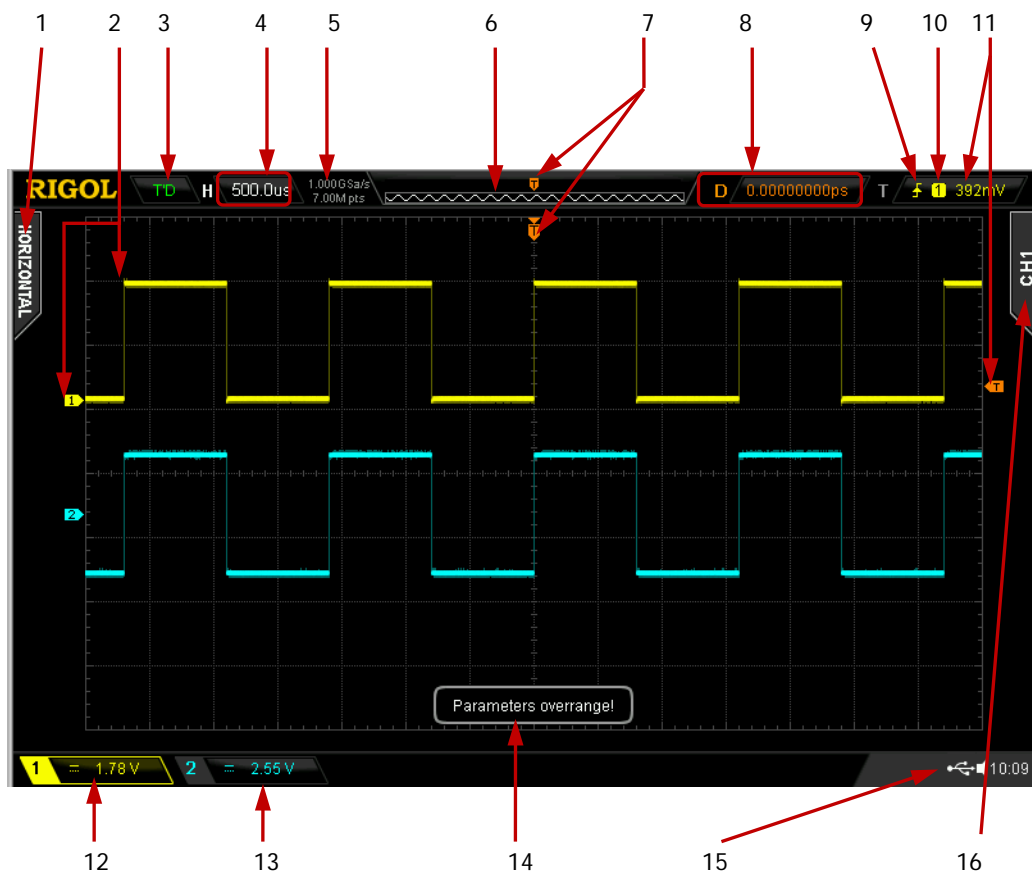 1 2 3 4 5 6 7 8 9 10 11
RIGOL T'D H 500.0us 1.000GSa/s D 0.00000000ps T 1 392mV
7.00M pts
T
T
HORIZONTAL
CH1
T
1
2
Parameters overrange!
1 1.78 V 2 2.55 V 10:09
12 13 14 15 16